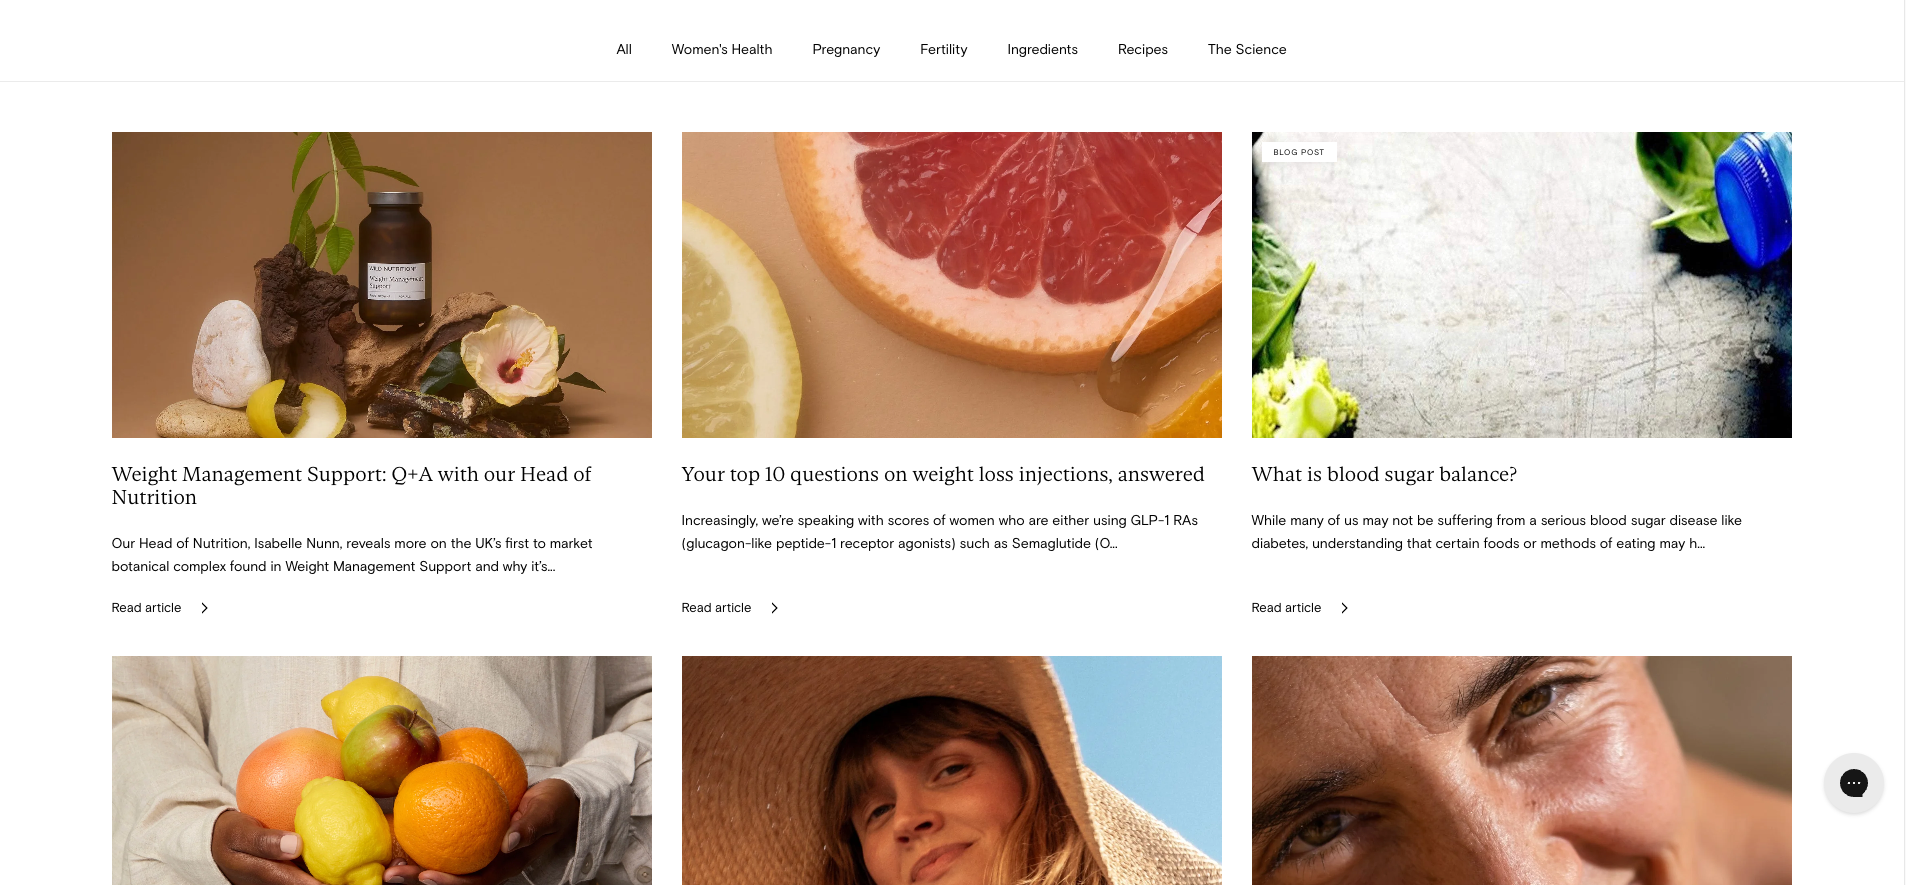 All
Women's Health
Pregnancy
Fertility
Ingredients
Recipes
The Science
WILD NUTRITION
Weight Management
Support
BLOG POST
Weight Management Support: Q+A with our Head of
Nutrition
Our Head of Nutrition, Isabelle Nunn, reveals more on the UK’s first to market
botanical complex found in Weight Management Support and why it’s...
Read article
Your top 10 questions on weight loss injections, answered
Increasingly, we’re speaking with scores of women who are either using GLP-1 RAs
(glucagon-like peptide-1 receptor agonists) such as Semaglutide (O...
Read article
What is blood sugar balance?
While many of us may not be suffering from a serious blood sugar disease like
diabetes, understanding that certain foods or methods of eating may h...
Read article